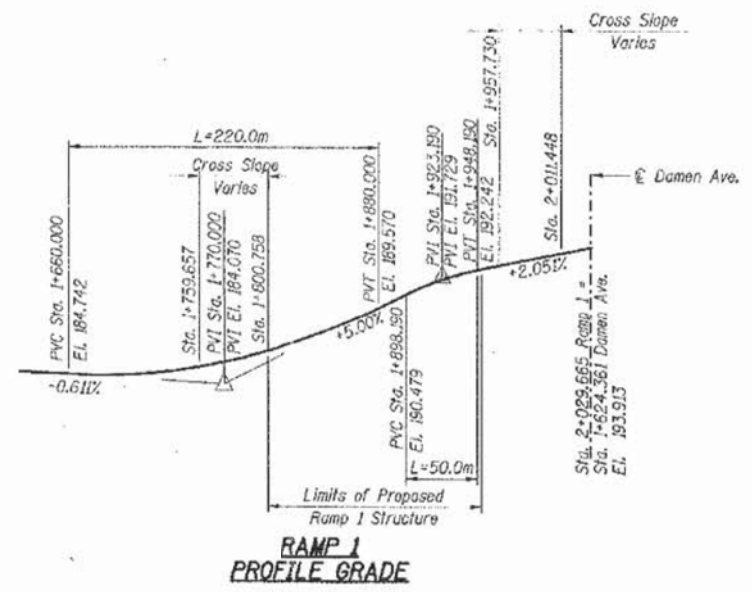 Cross Slope
Varies
L=220.0m
Cross Slope
Varies
PVC Sta. 1+660.000
El. 184.742
Sta. 1+759.657
PVI Sta. 1+770.000
PVI El. 184.070
Sta. 1+800.758
PVT Sta. 1+880.000
El. 189.570
PVC Sta. 1+898.190
El. 190.479
PVI Sta. 1+923.190
PVI El. 191.729
PVT Sta. 1+948.190
El. 192.242
Sta. 1+957.730
Sta. 2+011.448
℄ Damen Ave.
-0.611%
+5.00%
+2.051%
L=50.0m
Sta. 2+029.665 Ramp 1 =
Sta. 1+624.361 Damen Ave.
El. 193.913
Limits of Proposed
Ramp 1 Structure
RAMP 1
PROFILE GRADE